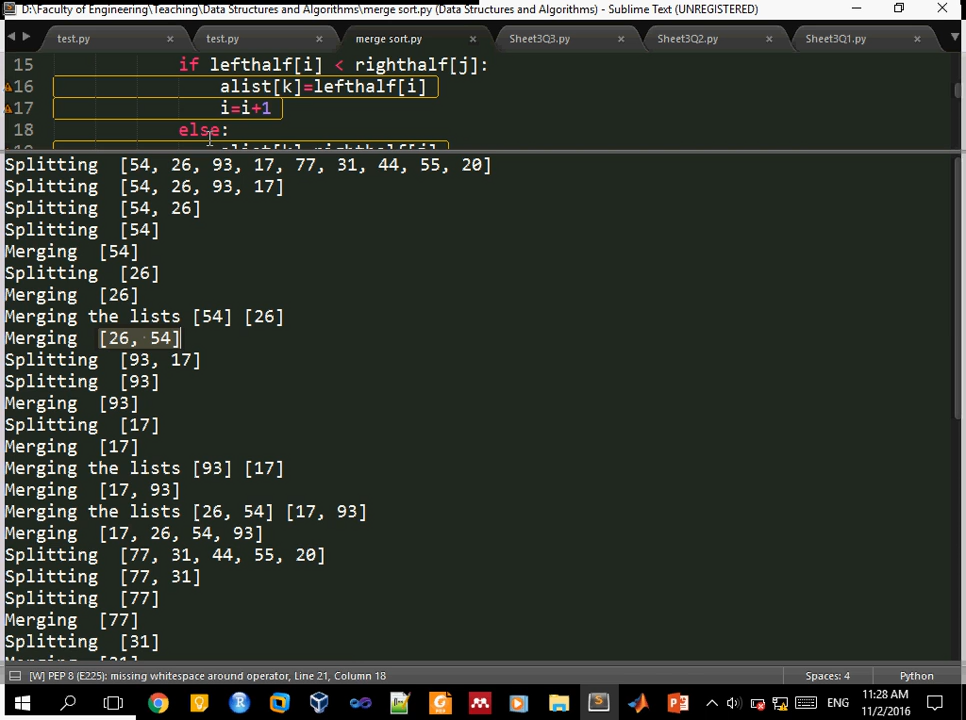 D:\Faculty of Engineering\Teaching\Data Structures and Algorithms\merge sort.py (Data Structures and Algorithms) - Sublime Text (UNREGISTERED)
test.py × test.py × merge sort.py × Sheet3Q3.py × Sheet3Q2.py × Sheet3Q1.py ×
15 if lefthalf[i] < righthalf[j]:
16 alist[k]=lefthalf[i]
17 i=i+1
18 else:
Splitting [54, 26, 93, 17, 77, 31, 44, 55, 20]
Splitting [54, 26, 93, 17]
Splitting [54, 26]
Splitting [54]
Merging [54]
Splitting [26]
Merging [26]
Merging the lists [54] [26]
Merging [26, 54]
Splitting [93, 17]
Splitting [93]
Merging [93]
Splitting [17]
Merging [17]
Merging the lists [93] [17]
Merging [17, 93]
Merging the lists [26, 54] [17, 93]
Merging [17, 26, 54, 93]
Splitting [77, 31, 44, 55, 20]
Splitting [77, 31]
Splitting [77]
Merging [77]
Splitting [31]
[W] PEP 8 (E225): missing whitespace around operator, Line 21, Column 18 Spaces: 4 Python
ENG 11:28 AM
11/2/2016